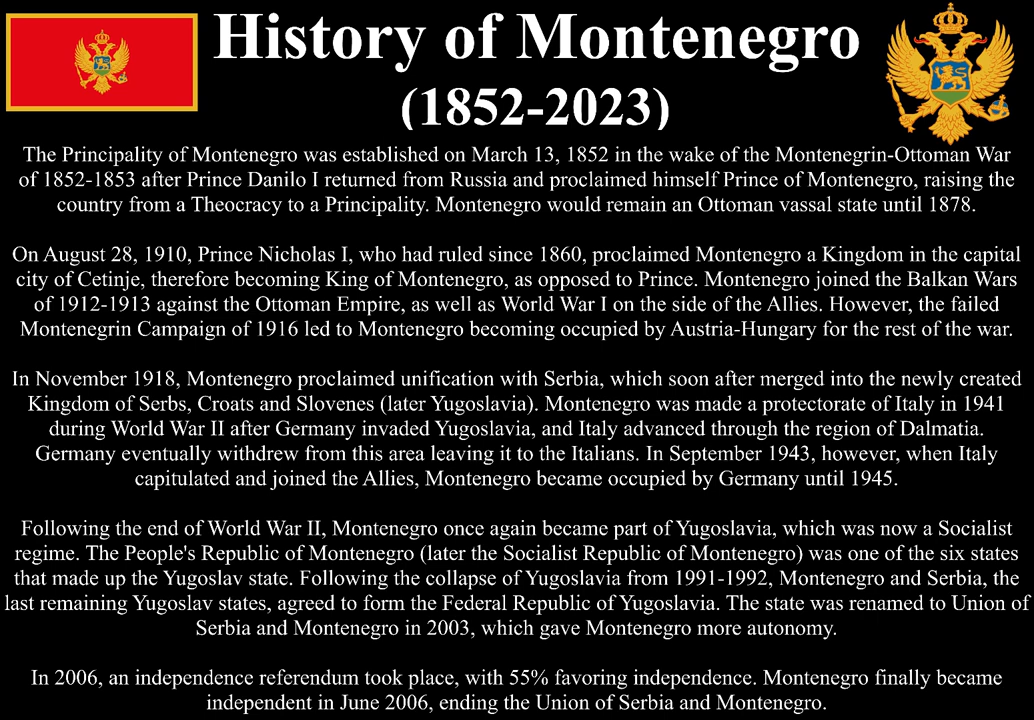 History of Montenegro
(1852-2023)
The Principality of Montenegro was established on March 13, 1852 in the wake of the Montenegrin-Ottoman War
of 1852-1853 after Prince Danilo I returned from Russia and proclaimed himself Prince of Montenegro, raising the
country from a Theocracy to a Principality. Montenegro would remain an Ottoman vassal state until 1878.
On August 28, 1910, Prince Nicholas I, who had ruled since 1860, proclaimed Montenegro a Kingdom in the capital
city of Cetinje, therefore becoming King of Montenegro, as opposed to Prince. Montenegro joined the Balkan Wars
of 1912-1913 against the Ottoman Empire, as well as World War I on the side of the Allies. However, the failed
Montenegrin Campaign of 1916 led to Montenegro becoming occupied by Austria-Hungary for the rest of the war.
In November 1918, Montenegro proclaimed unification with Serbia, which soon after merged into the newly created
Kingdom of Serbs, Croats and Slovenes (later Yugoslavia). Montenegro was made a protectorate of Italy in 1941
during World War II after Germany invaded Yugoslavia, and Italy advanced through the region of Dalmatia.
Germany eventually withdrew from this area leaving it to the Italians. In September 1943, however, when Italy
capitulated and joined the Allies, Montenegro became occupied by Germany until 1945.
Following the end of World War II, Montenegro once again became part of Yugoslavia, which was now a Socialist
regime. The People's Republic of Montenegro (later the Socialist Republic of Montenegro) was one of the six states
that made up the Yugoslav state. Following the collapse of Yugoslavia from 1991-1992, Montenegro and Serbia, the
last remaining Yugoslav states, agreed to form the Federal Republic of Yugoslavia. The state was renamed to Union of
Serbia and Montenegro in 2003, which gave Montenegro more autonomy.
In 2006, an independence referendum took place, with 55% favoring independence. Montenegro finally became
independent in June 2006, ending the Union of Serbia and Montenegro.